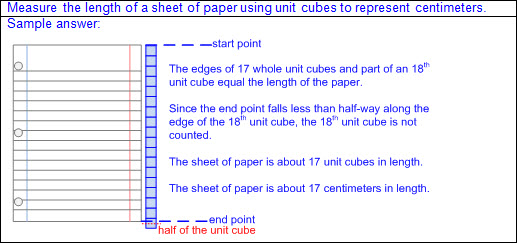 Measure the length of a sheet of paper using unit cubes to represent centimeters.
Sample answer:
start point
The edges of 17 whole unit cubes and part of an 18th
unit cube equal the length of the paper.
Since the end point falls less than half-way along the
edge of the 18th unit cube, the 18th unit cube is not
counted.
The sheet of paper is about 17 unit cubes in length.
The sheet of paper is about 17 centimeters in length.
end point
half of the unit cube